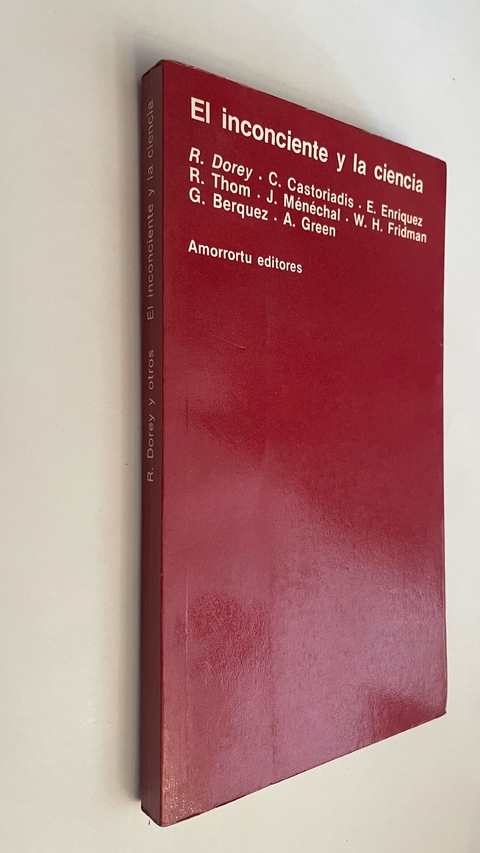 El inconciente y la ciencia
R. Dorey · C. Castoriadis · E. Enriquez
R. Thom · J. Ménéchal · W. H. Fridman
G. Berquez · A. Green
Amorrortu editores
R. Dorey y otros El inconciente y la ciencia